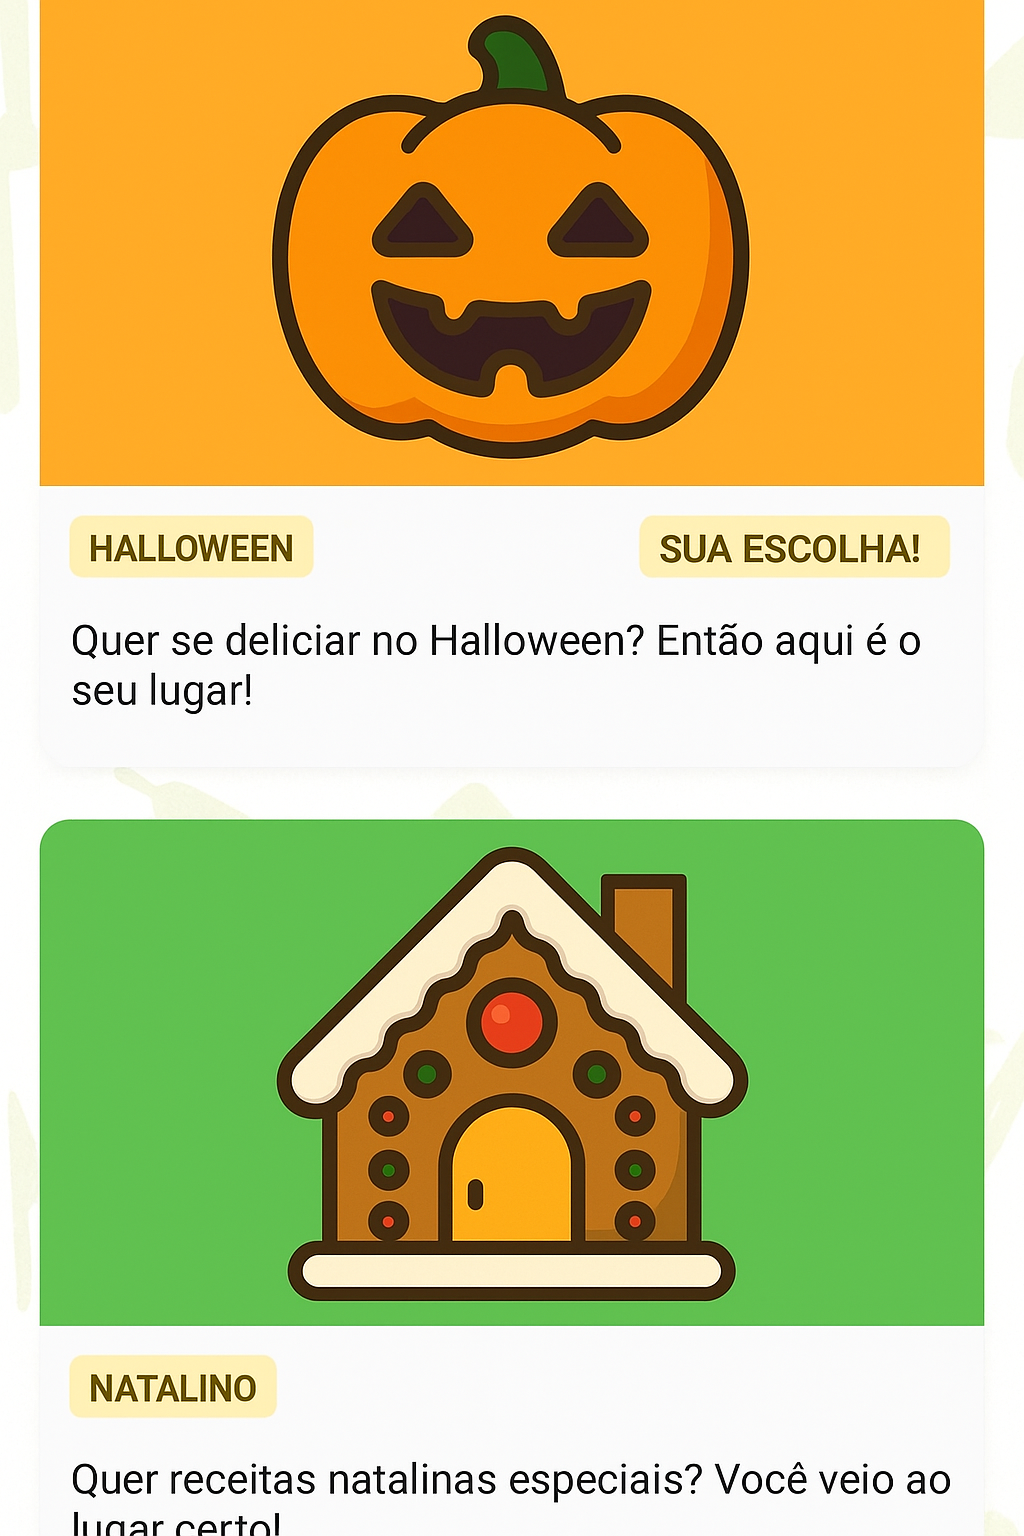 HALLOWEEN
SUA ESCOLHA!
Quer se deliciar no Halloween? Então aqui é o
seu lugar!
NATALINO
Quer receitas natalinas especiais? Você veio ao
lugar certo!